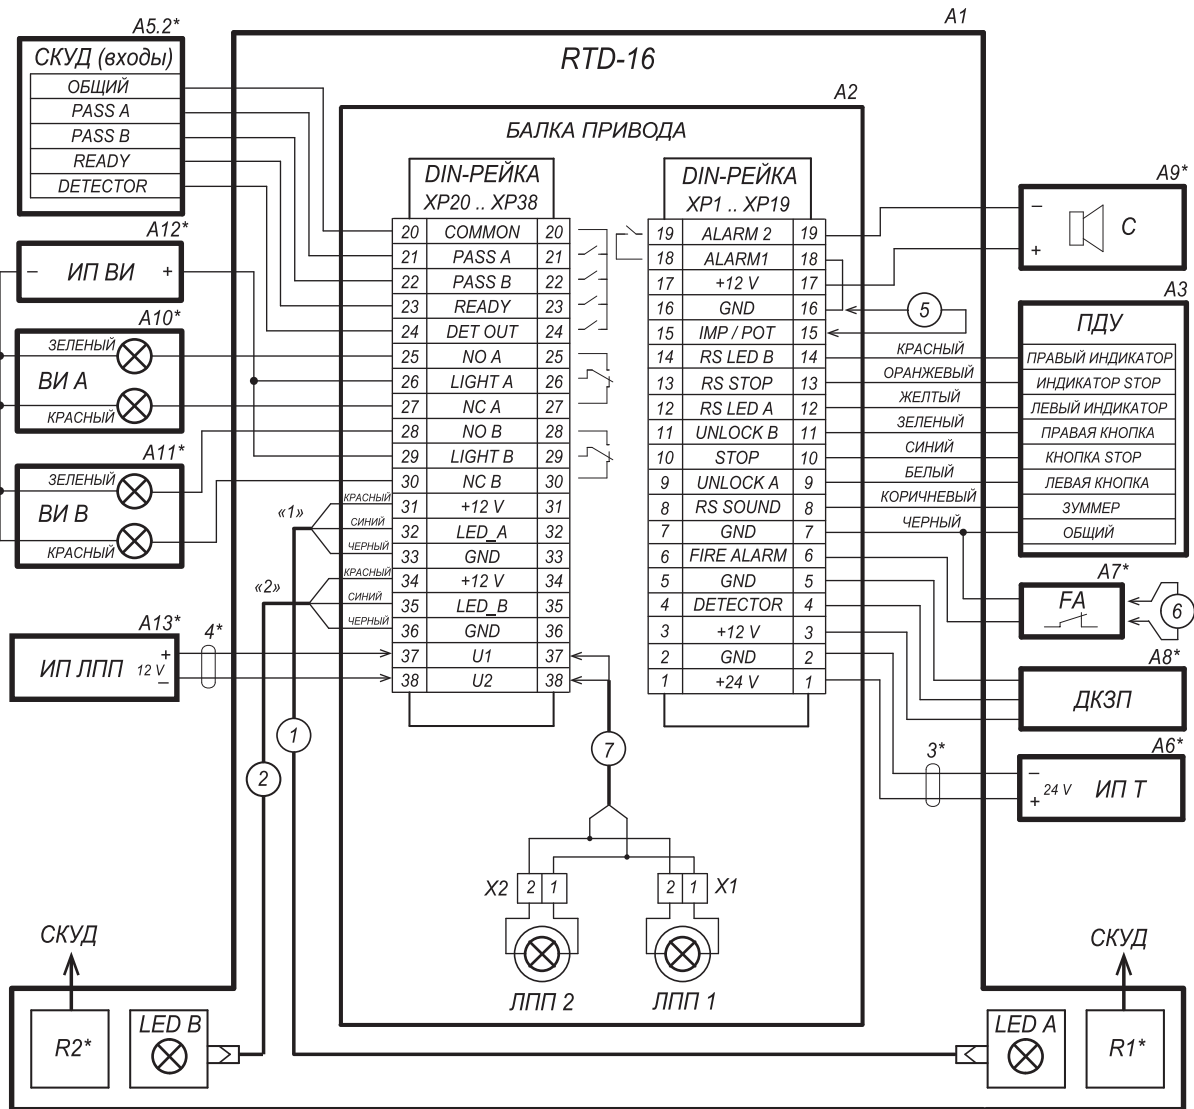 A5.2*
A1
СКУД (входы)
ОБЩИЙ
PASS A
PASS B
READY
DETECTOR
RTD-16
A2
БАЛКА ПРИВОДА
DIN-РЕЙКА
XP20 .. XP38
20 COMMON 20
21 PASS A 21
22 PASS B 22
23 READY 23
24 DET OUT 24
25 NO A 25
26 LIGHT A 26
27 NC A 27
28 NO B 28
29 LIGHT B 29
30 NC B 30
31 +12 V 31
32 LED_A 32
33 GND 33
34 +12 V 34
35 LED_B 35
36 GND 36
37 U1 37
38 U2 38
DIN-РЕЙКА
XP1 .. XP19
19 ALARM 2 19
18 ALARM1 18
17 +12 V 17
16 GND 16
15 IMP / POT 15
14 RS LED B 14
13 RS STOP 13
12 RS LED A 12
11 UNLOCK B 11
10 STOP 10
9 UNLOCK A 9
8 RS SOUND 8
7 GND 7
6 FIRE ALARM 6
5 GND 5
4 DETECTOR 4
3 +12 V 3
2 GND 2
1 +24 V 1
A12*
– ИП ВИ +
A10*
ЗЕЛЕНЫЙ
ВИ А
КРАСНЫЙ
A11*
ЗЕЛЕНЫЙ
ВИ В
КРАСНЫЙ
«1»
КРАСНЫЙ
СИНИЙ
ЧЕРНЫЙ
«2»
КРАСНЫЙ
СИНИЙ
ЧЕРНЫЙ
A13*
ИП ЛПП 12 V
+
–
4*
1
2
7
A9*
–
+
C
5
A3
ПДУ
КРАСНЫЙ
ПРАВЫЙ ИНДИКАТОР
ОРАНЖЕВЫЙ
ИНДИКАТОР STOP
ЖЕЛТЫЙ
ЛЕВЫЙ ИНДИКАТОР
ЗЕЛЕНЫЙ
ПРАВАЯ КНОПКА
СИНИЙ
КНОПКА STOP
БЕЛЫЙ
ЛЕВАЯ КНОПКА
КОРИЧНЕВЫЙ
ЗУММЕР
ЧЕРНЫЙ
ОБЩИЙ
A7*
FA
6
A8*
ДКЗП
3*
A6*
–
+
24 V ИП Т
X2 2 1
2 1 X1
ЛПП 2
ЛПП 1
СКУД
СКУД
R2*
LED B
LED A
R1*